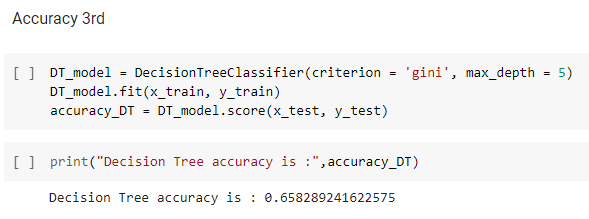 Accuracy 3rd
[ ] DT_model = DecisionTreeClassifier(criterion = 'gini', max_depth = 5)
DT_model.fit(x_train, y_train)
accuracy_DT = DT_model.score(x_test, y_test)
[ ] print("Decision Tree accuracy is :",accuracy_DT)
Decision Tree accuracy is : 0.658289241622575